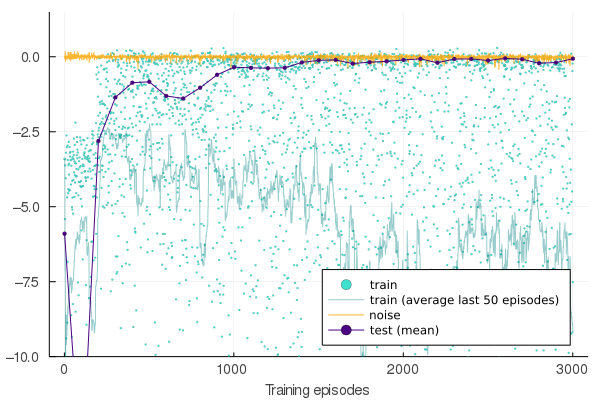 0.0
−2.5
−5.0
−7.5
−10.0
train
train (average last 50 episodes)
noise
test (mean)
0
1000
2000
3000
Training episodes